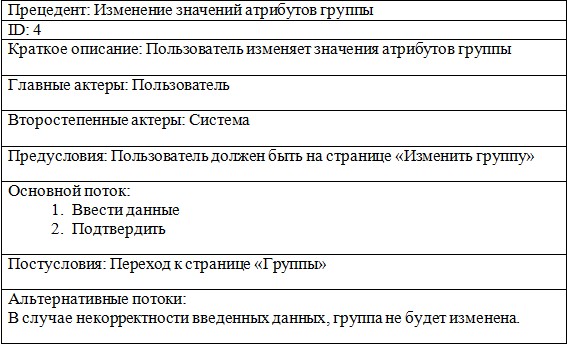 Прецедент: Изменение значений атрибутов группы
ID: 4
Краткое описание: Пользователь изменяет значения атрибутов группы
Главные актеры: Пользователь
Второстепенные актеры: Система
Предусловия: Пользователь должен быть на странице «Изменить группу»
Основной поток:
1. Ввести данные
2. Подтвердить
Постусловия: Переход к странице «Группы»
Альтернативные потоки:
В случае некорректности введенных данных, группа не будет изменена.